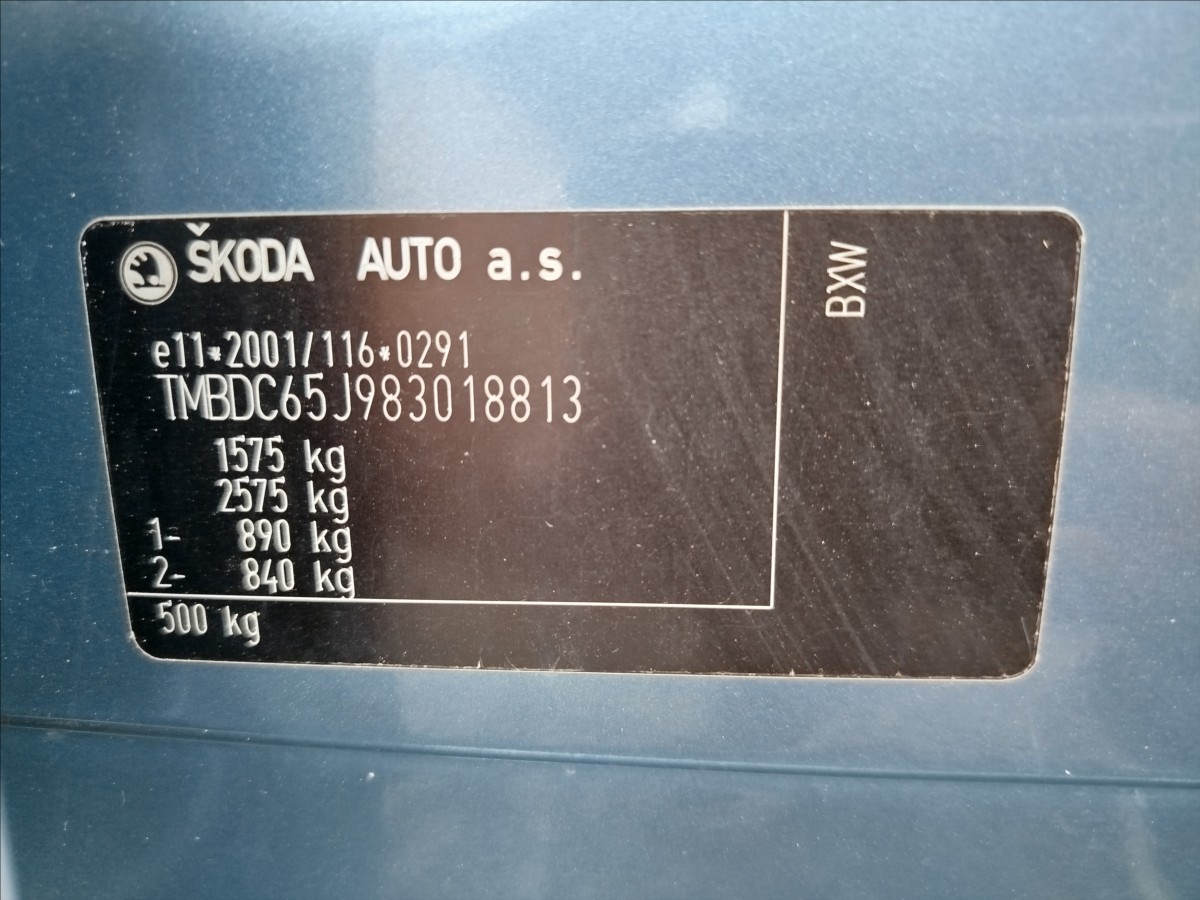 ŠKODA AUTO a.s.
e11*2001/116*0291
TMBDC65J983018813
1575 kg
2575 kg
1- 890 kg
2- 840 kg
500 kg
BXW